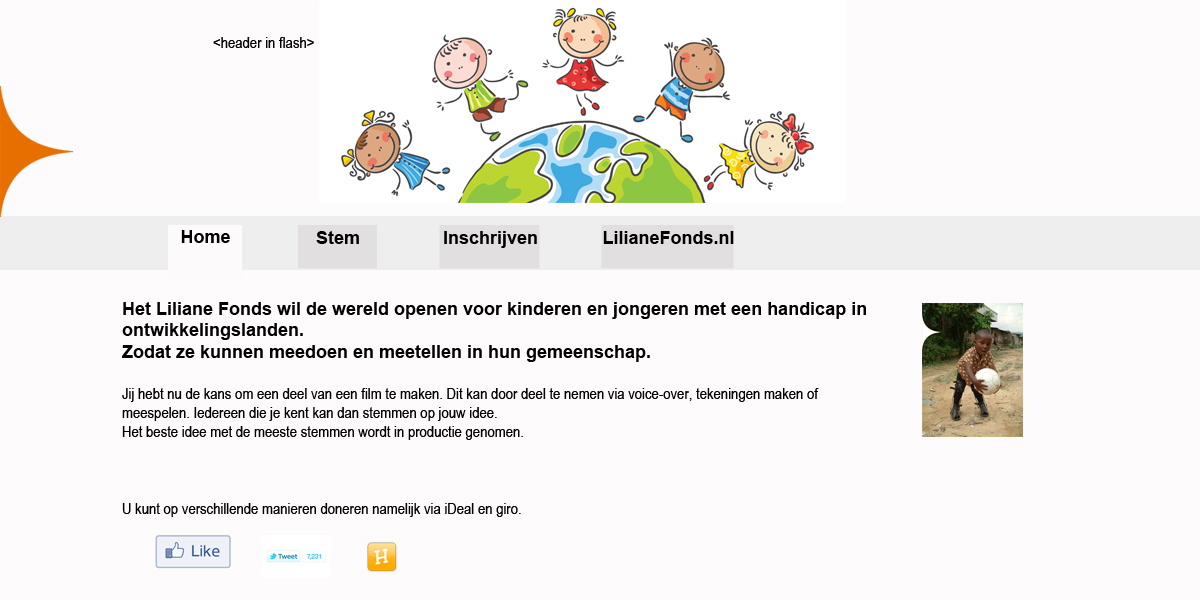 <header in flash>
Home
Stem
Inschrijven
LilianeFonds.nl
Het Liliane Fonds wil de wereld openen voor kinderen en jongeren met een handicap in
ontwikkelingslanden.
Zodat ze kunnen meedoen en meetellen in hun gemeenschap.
Jij hebt nu de kans om een deel van een film te maken. Dit kan door deel te nemen via voice-over, tekeningen maken of
meespelen. Iedereen die je kent kan dan stemmen op jouw idee.
Het beste idee met de meeste stemmen wordt in productie genomen.
U kunt op verschillende manieren doneren namelijk via iDeal en giro.
Like
Tweet 7,231
H